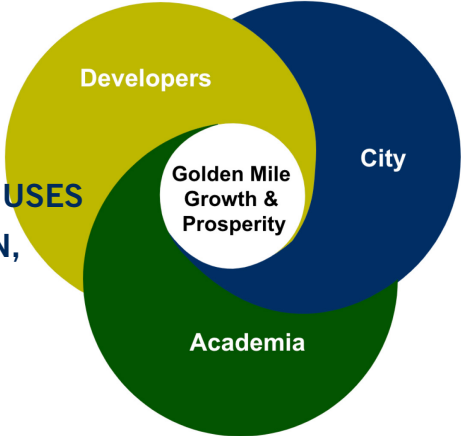 Developers
City
Golden Mile
Growth &
Prosperity
USES
N,
Academia